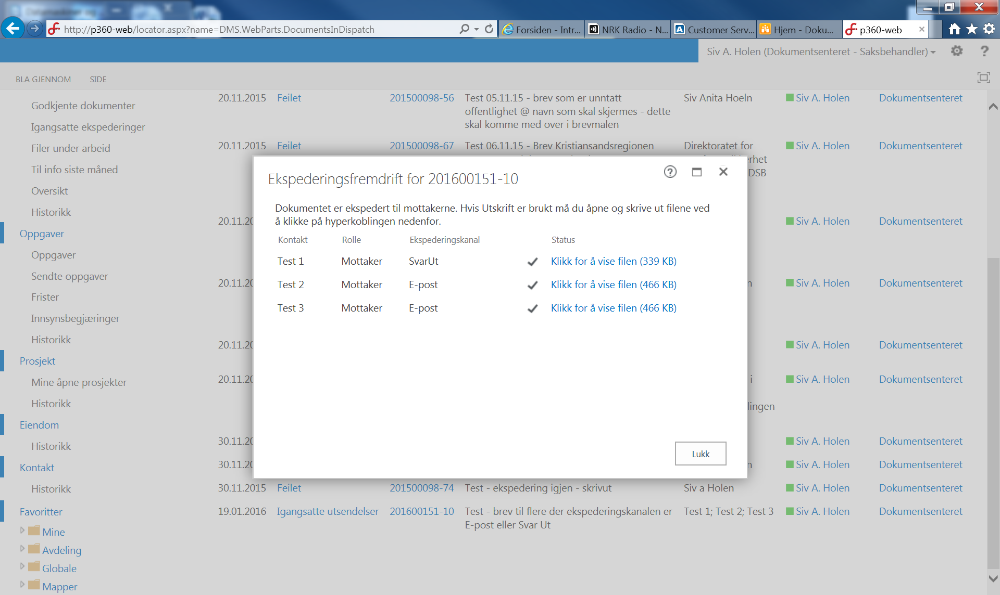 http://p360-web/locator.aspx?name=DMS.WebParts.DocumentsInDispatch
Forsiden - Intr...
NRK Radio - N...
Customer Serv...
Hjem - Doku...
p360-web
Siv A. Holen (Dokumentsenteret - Saksbehandler)
BLA GJENNOM SIDE
Godkjente dokumenter
Igangsatte ekspederinger
Filer under arbeid
Til info siste måned
Oversikt
Historikk
Oppgaver
Oppgaver
Sendte oppgaver
Frister
Innsynsbegjæringer
Historikk
Prosjekt
Mine åpne prosjekter
Historikk
Eiendom
Historikk
Kontakt
Historikk
Favoritter
Mine
Avdeling
Globale
Mapper
20.11.2015 Feilet 201500098-56 Test 05.11.15 - brev som er unntatt Siv Anita Hoeln Siv A. Holen Dokumentsenteret
offentlighet @ navn som skal skjermes - dette
skal komme med over i brevmalen
20.11.2015 Feilet 201500098-67 Test 06.11.15 - Brev Kristiansandsregionen Direktoratet for Siv A. Holen Dokumentsenteret
DSB
Siv A. Holen Dokumentsenteret
Siv A. Holen Dokumentsenteret
Siv A. Holen Dokumentsenteret
Siv A. Holen Dokumentsenteret
Siv A. Holen Dokumentsenteret
Siv A. Holen Dokumentsenteret
Ekspederingsfremdrift for 201600151-10
Dokumentet er ekspedert til mottakerne. Hvis Utskrift er brukt må du åpne og skrive ut filene ved
å klikke på hyperkoblingen nedenfor.
Kontakt Rolle Ekspederingskanal Status
Test 1 Mottaker SvarUt Klikk for å vise filen (339 KB)
Test 2 Mottaker E-post Klikk for å vise filen (466 KB)
Test 3 Mottaker E-post Klikk for å vise filen (466 KB)
Lukk
30.11.2015 Feilet 201500098-74 Test - ekspedering igjen - skrivut Siv a Holen Siv A. Holen Dokumentsenteret
19.01.2016 Igangsatte utsendelser 201600151-10 Test - brev til flere der ekspederingskanalen er Test 1; Test 2; Test 3 Siv A. Holen Dokumentsenteret
E-post eller Svar Ut